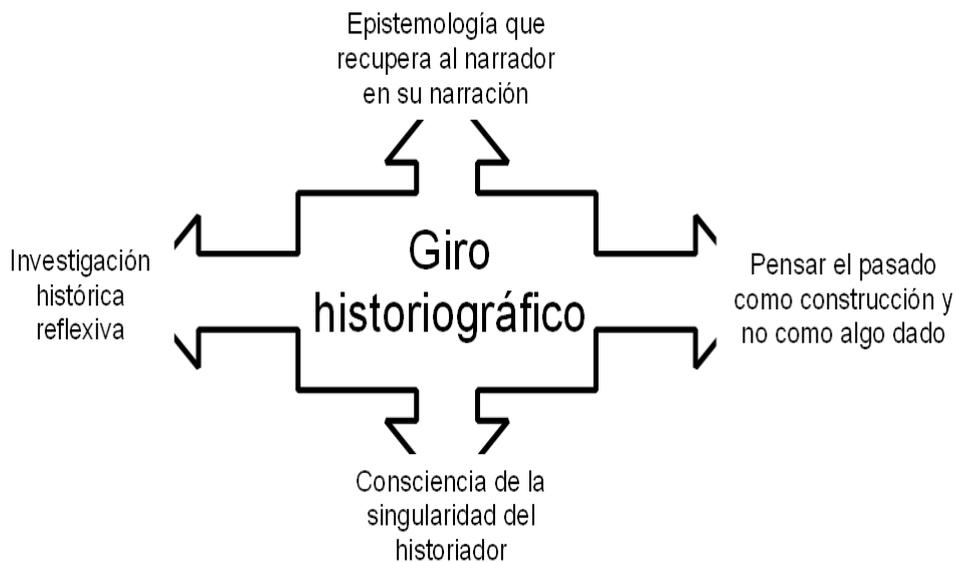 Epistemología que
recupera al narrador
en su narración
Giro
historiográfico
Investigación
histórica
reflexiva
Pensar el pasado
como construcción y
no como algo dado
Consciencia de la
singularidad del
historiador